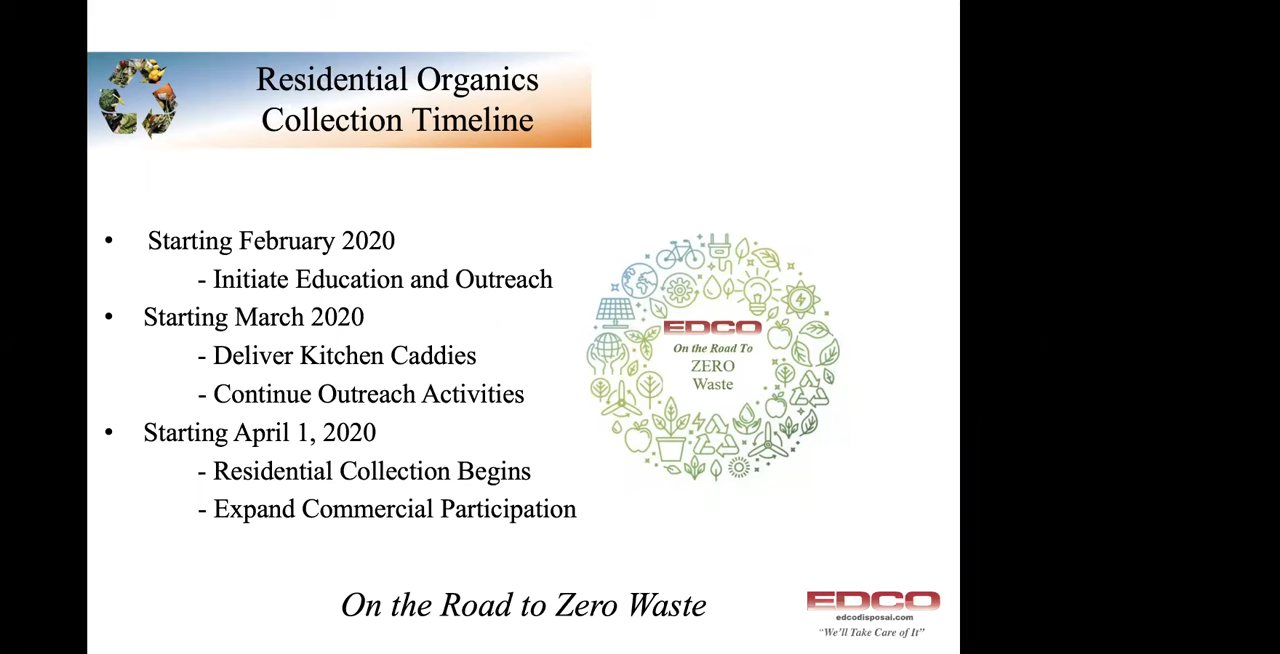 Residential Organics
Collection Timeline
• Starting February 2020
- Initiate Education and Outreach
• Starting March 2020
- Deliver Kitchen Caddies
- Continue Outreach Activities
• Starting April 1, 2020
- Residential Collection Begins
- Expand Commercial Participation
EDCO
On the Road To
ZERO
Waste
On the Road to Zero Waste
EDCO
edcodisposal.com
"We'll Take Care of It"